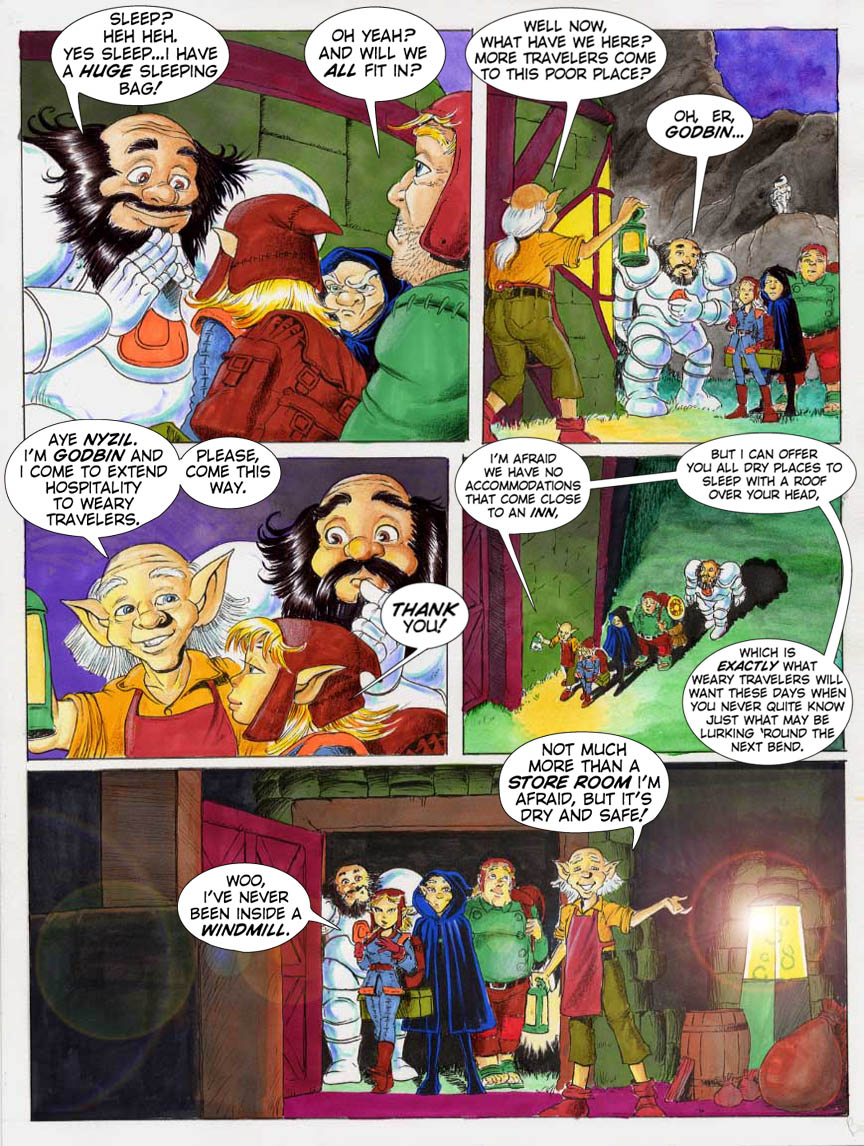 SLEEP?
HEH HEH.
YES SLEEP...I HAVE
A HUGE SLEEPING
BAG!
OH YEAH?
AND WILL WE
ALL FIT IN?
WELL NOW,
WHAT HAVE WE HERE?
MORE TRAVELERS COME
TO THIS POOR PLACE?
OH, ER,
GODBIN...
AYE NYZIL.
I'M GODBIN AND
I COME TO EXTEND
HOSPITALITY
TO WEARY
TRAVELERS.
PLEASE,
COME THIS
WAY.
THANK
YOU!
I'M AFRAID
WE HAVE NO
ACCOMMODATIONS
THAT COME CLOSE
TO AN INN,
BUT I CAN OFFER
YOU ALL DRY PLACES TO
SLEEP WITH A ROOF
OVER YOUR HEAD,
WHICH IS
EXACTLY WHAT
WEARY TRAVELERS WILL
WANT THESE DAYS WHEN
YOU NEVER QUITE KNOW
JUST WHAT MAY BE
LURKING 'ROUND THE
NEXT BEND.
NOT MUCH
MORE THAN A
STORE ROOM I'M
AFRAID, BUT IT'S
DRY AND SAFE!
WOO,
I'VE NEVER
BEEN INSIDE A
WINDMILL.